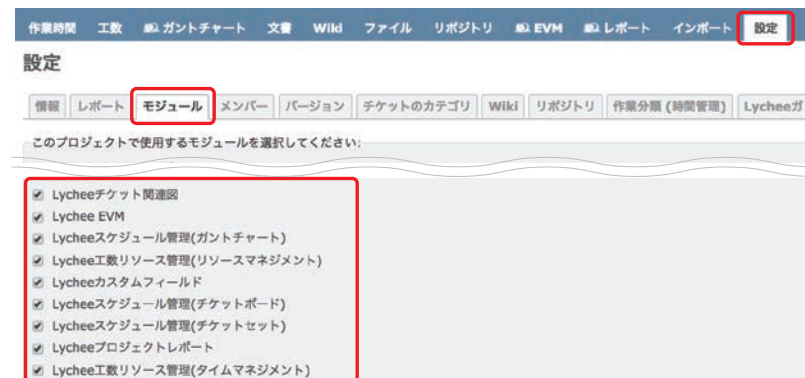 作業時間 工数 ガントチャート 文書 Wiki ファイル リポジトリ EVM レポート インポート 設定
設定
情報 レポート モジュール メンバー バージョン チケットのカテゴリ Wiki リポジトリ 作業分類 (時間管理) Lycheeガ
このプロジェクトで使用するモジュールを選択してください:
Lycheeチケット関連図
Lychee EVM
Lycheeスケジュール管理(ガントチャート)
Lychee工数リソース管理(リソースマネジメント)
Lycheeカスタムフィールド
Lycheeスケジュール管理(チケットボード)
Lycheeスケジュール管理(チケットセット)
Lycheeプロジェクトレポート
Lychee工数リソース管理(タイムマネジメント)